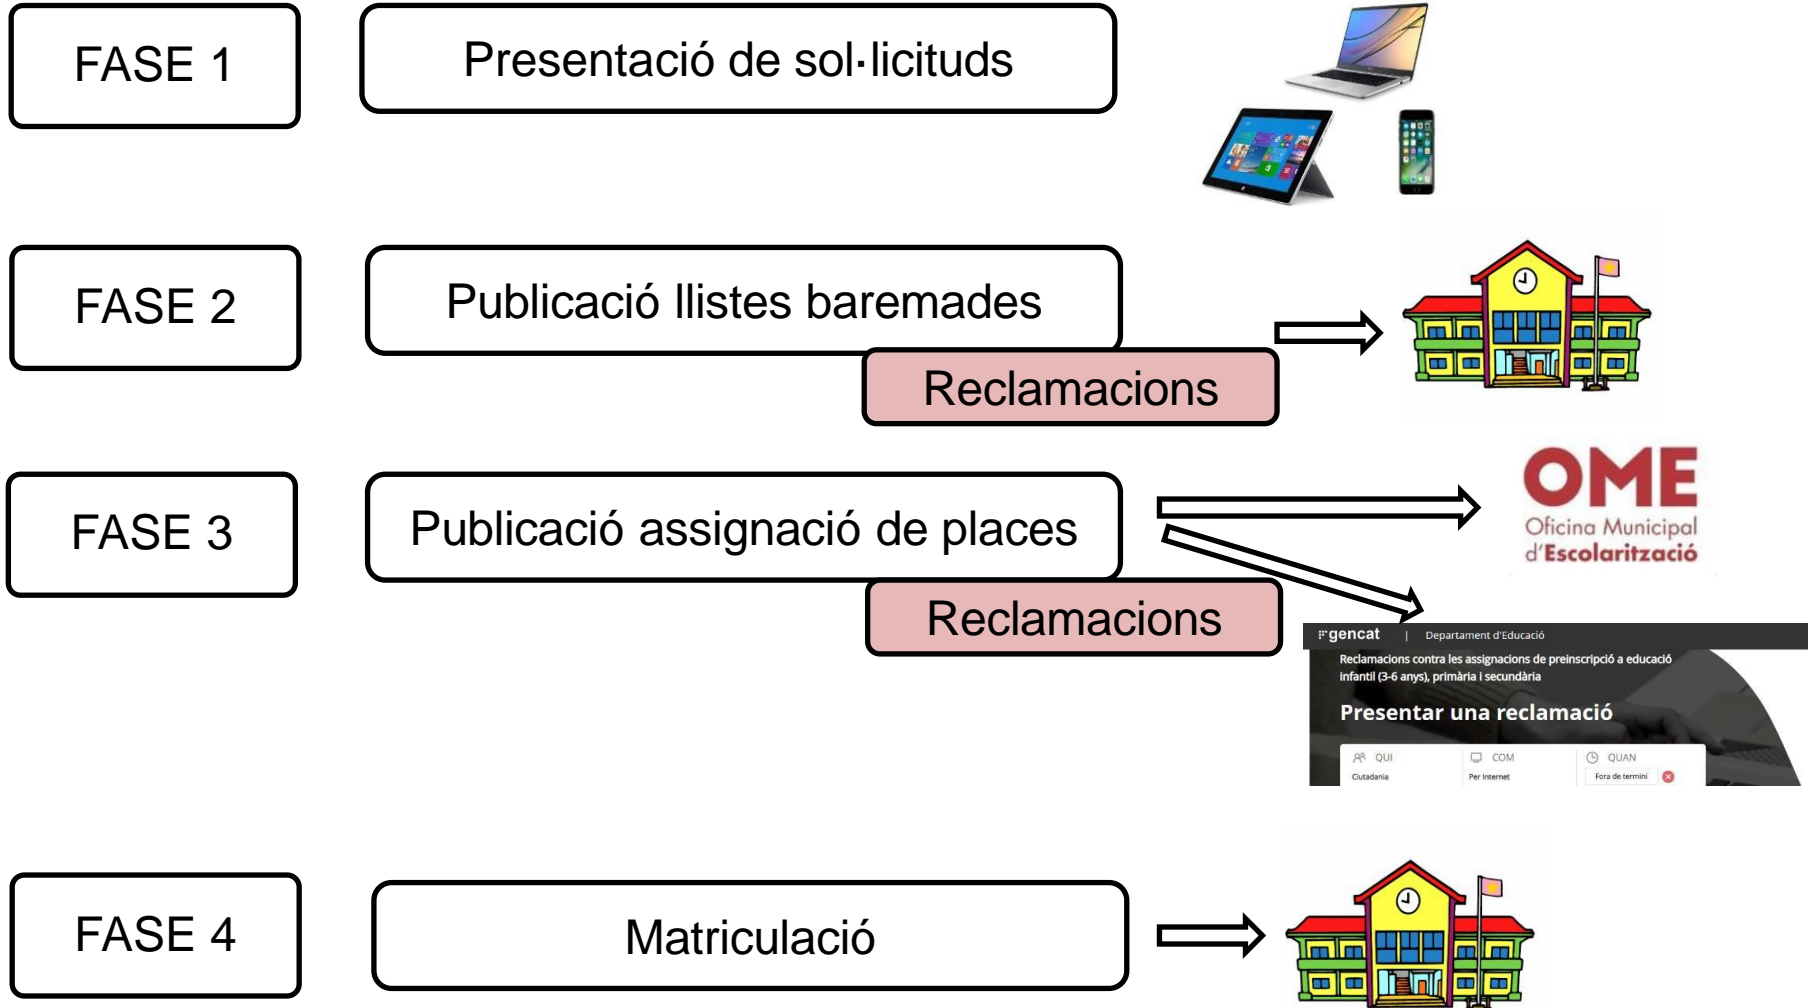 FASE 1
Presentació de sol·licituds
FASE 2
Publicació llistes baremades
Reclamacions
FASE 3
Publicació assignació de places
Reclamacions
OME
Oficina Municipal
d'Escolarització
gencat | Departament d'Educació
Reclamacions contra les assignacions de preinscripció a educació
infantil (3-6 anys), primària i secundària
Presentar una reclamació
QUI COM QUAN
Ciutadania Per Internet Fora de termini
FASE 4
Matriculació